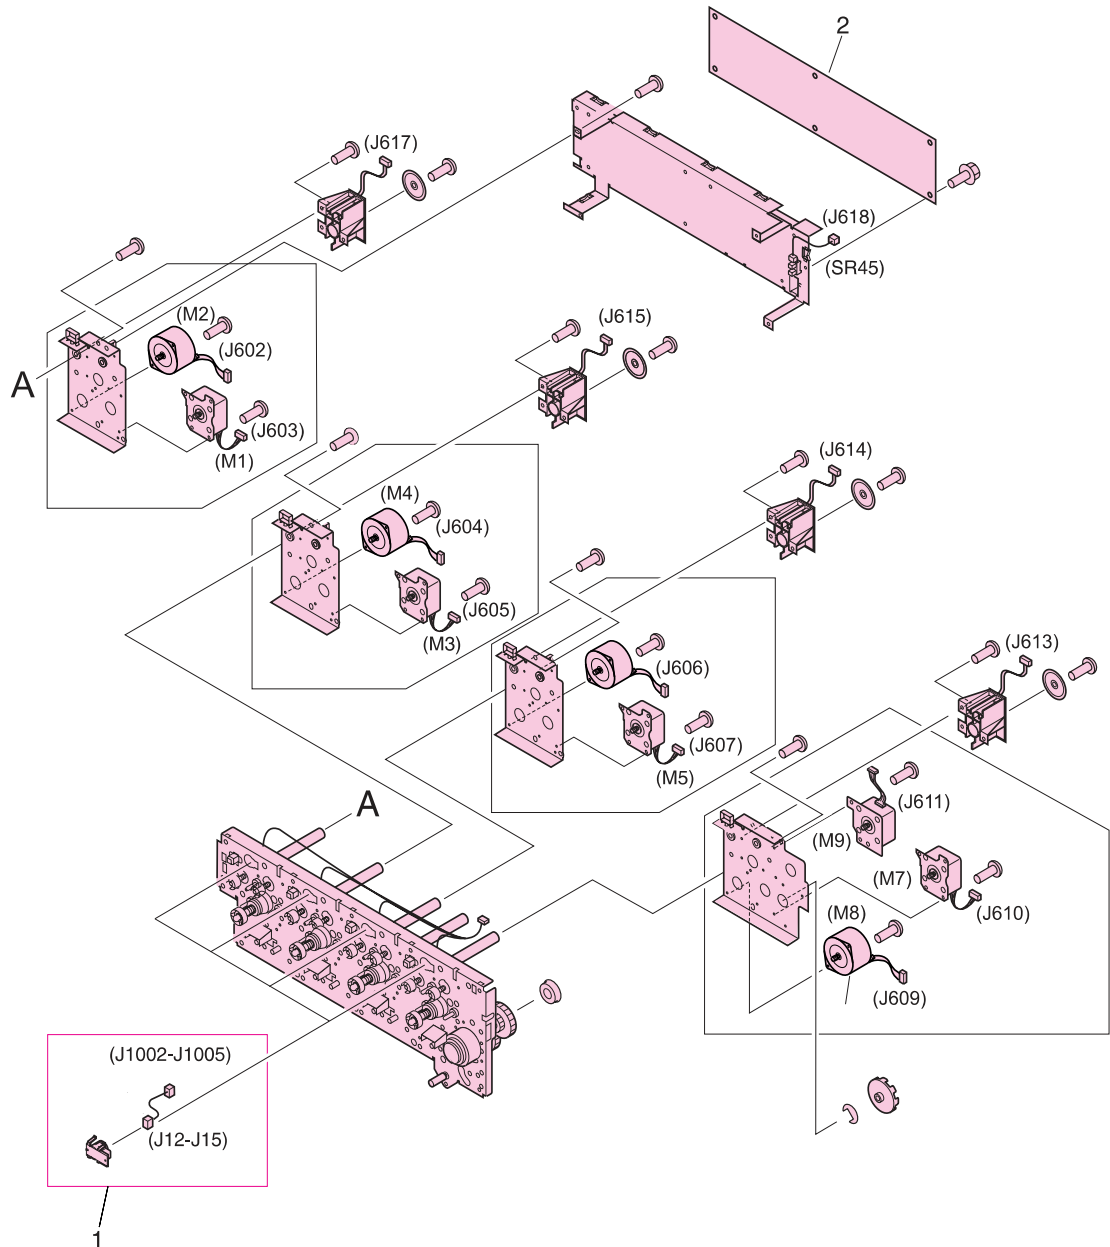 2
(J617)
(J618)
(SR45)
(M2)
(J602)
(J615)
A
(J603)
(M1)
(J614)
(M4)
(J604)
(J605)
(M3)
(J613)
(J606)
(J607)
(M5)
(J611)
A
(M9)
(M7)
(J610)
(M8)
(J609)
(J1002-J1005)
(J12-J15)
1